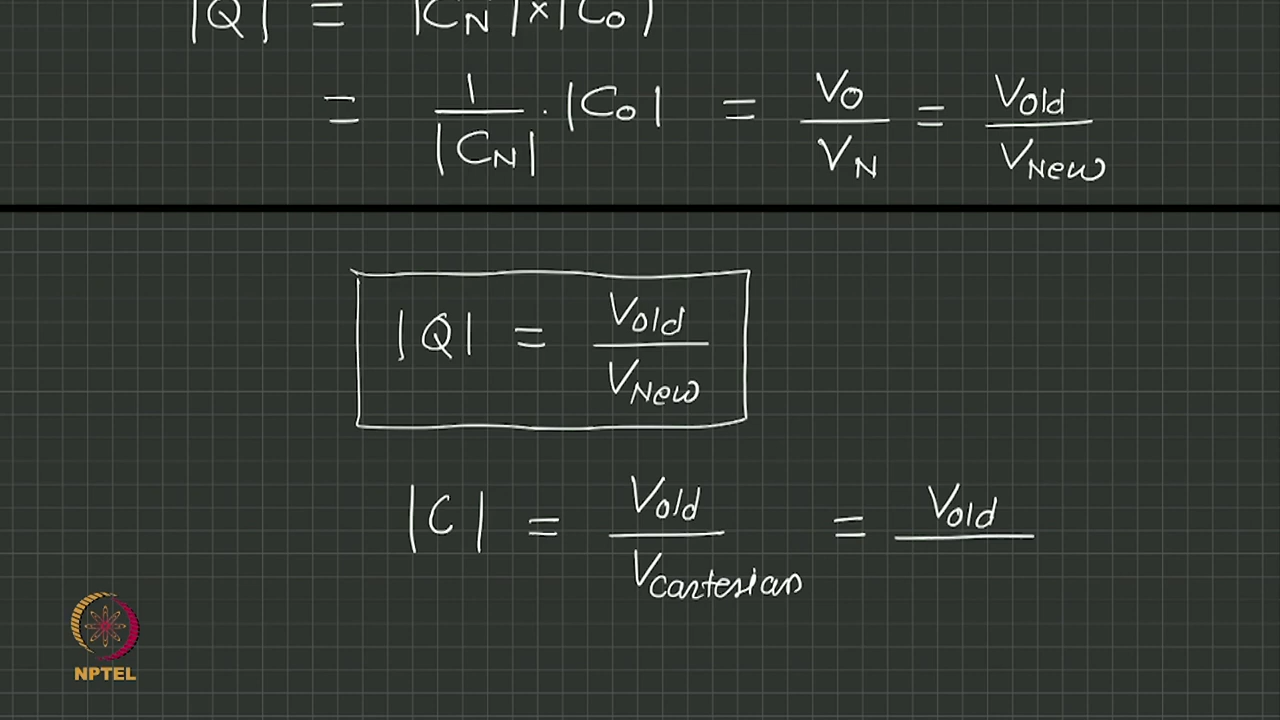 |Q| = |C_N|×|C_O|
= 1/|C_N| · |C_O| = V_O/V_N = V_old/V_New
|Q| = V_old/V_New
|C| = V_old/V_Cartesian = V_old/
NPTEL